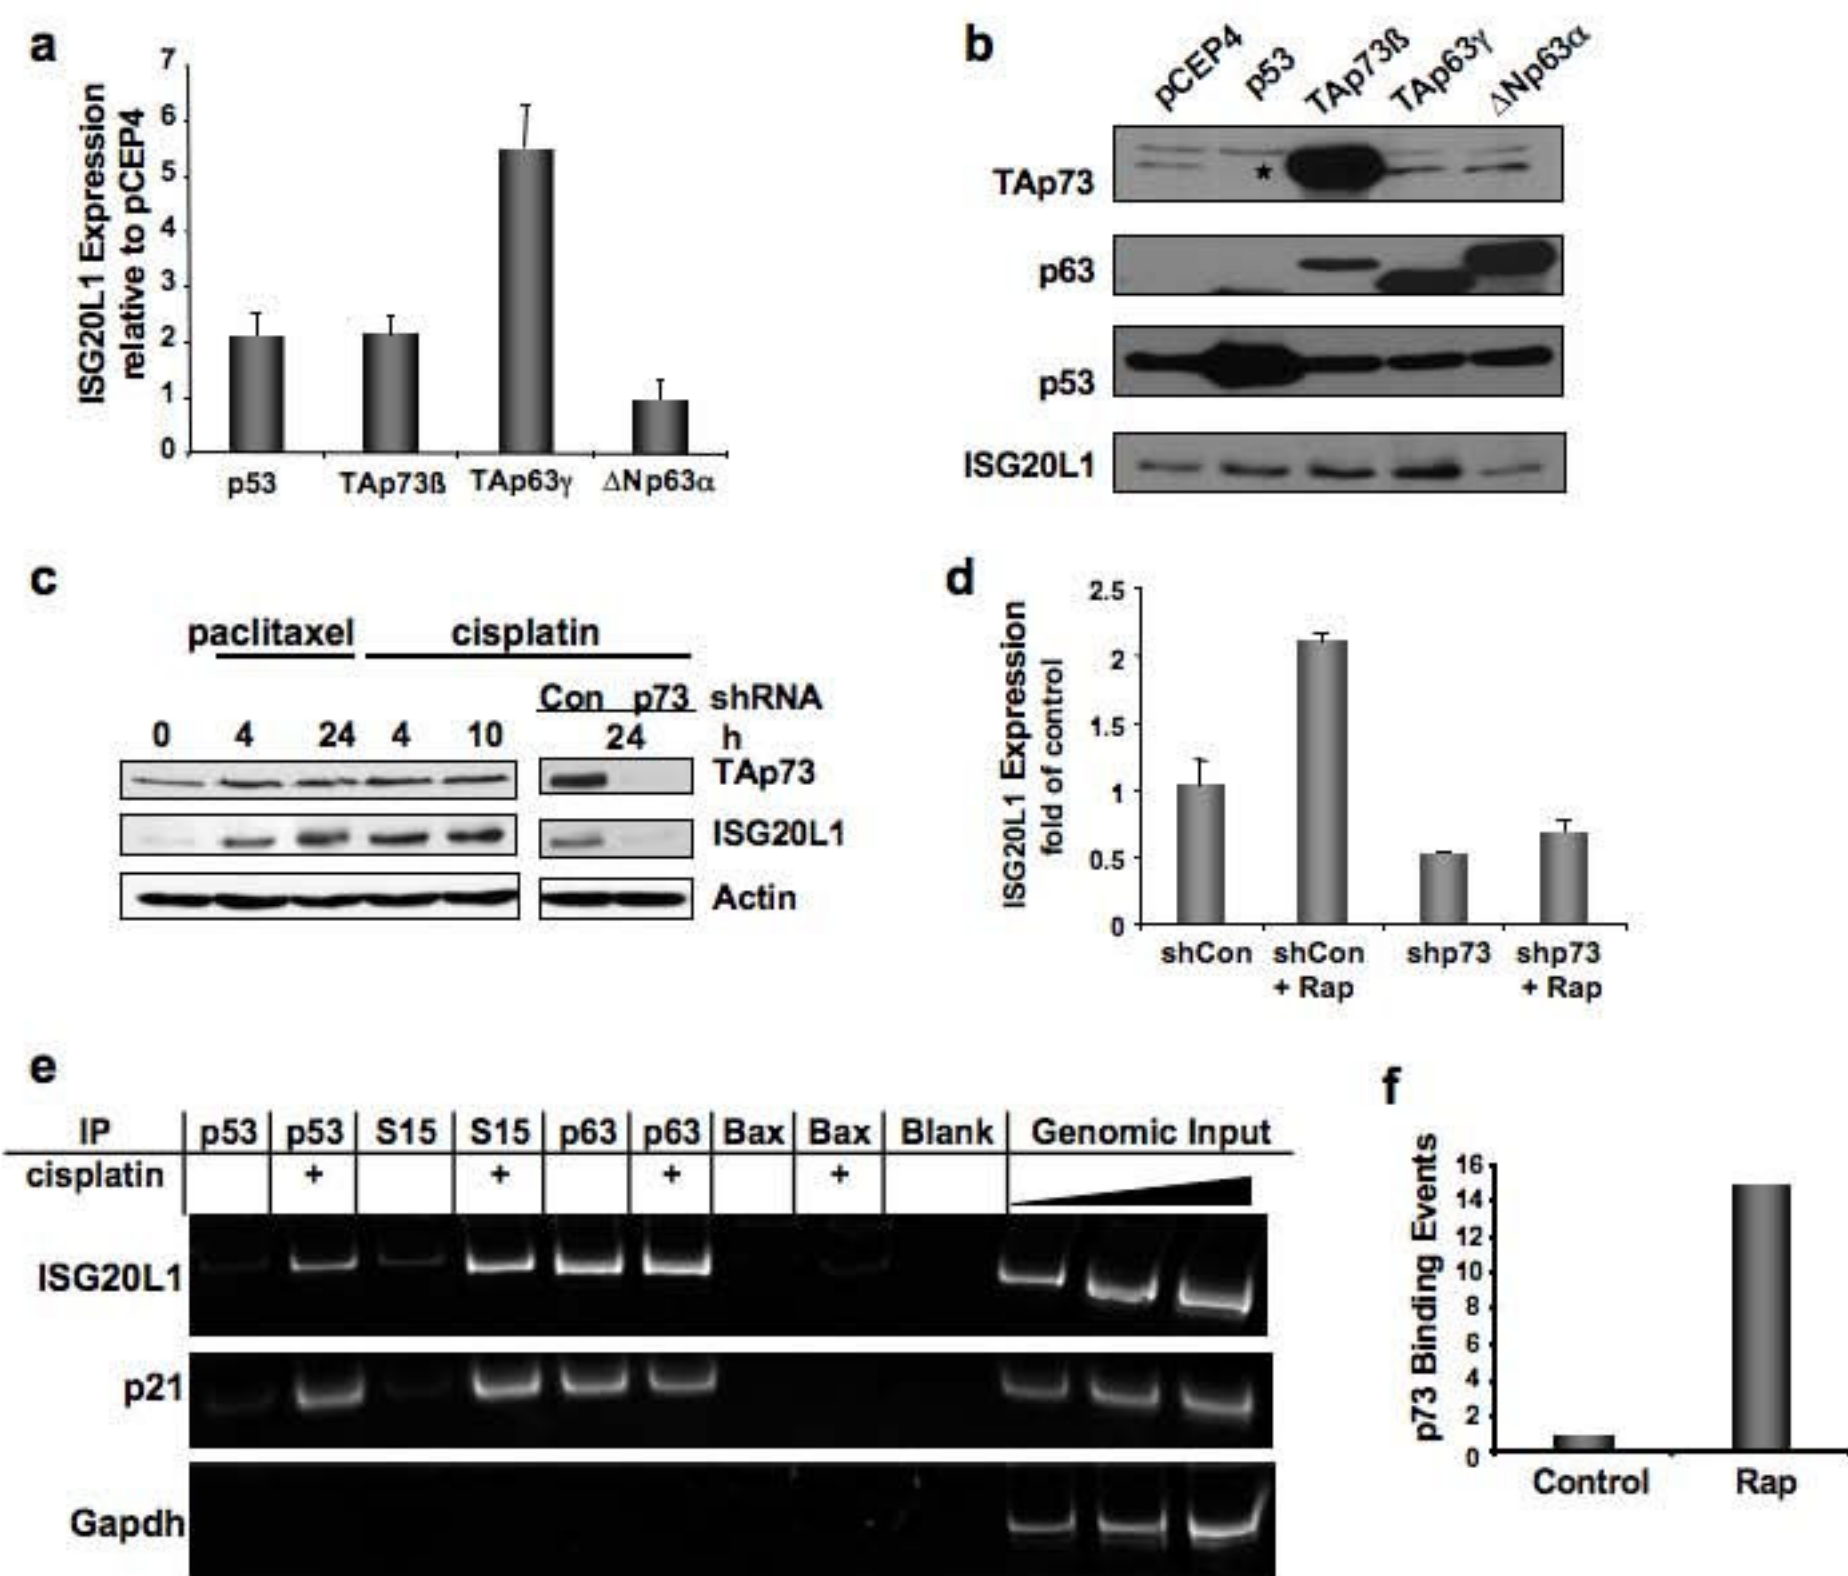 a
7
6
5
4
3
2
1
0
ISG20L1 Expression
relative to pCEP4
p53 TAp73ß TAp63γ ΔNp63α
b
pCEP4 p53 TAp73ß TAp63γ ΔNp63α
TAp73
★
p63
p53
ISG20L1
c
paclitaxel cisplatin
Con p73 shRNA
0 4 24 4 10 24 h
TAp73
ISG20L1
Actin
d
2.5
2
1.5
1
0.5
0
ISG20L1 Expression
fold of control
shCon shCon shp73 shp73
+ Rap + Rap
e
IP p53 p53 S15 S15 p63 p63 Bax Bax Blank Genomic Input
cisplatin + + + +
ISG20L1
p21
Gapdh
f
16
14
12
10
8
6
4
2
0
p73 Binding Events
Control Rap